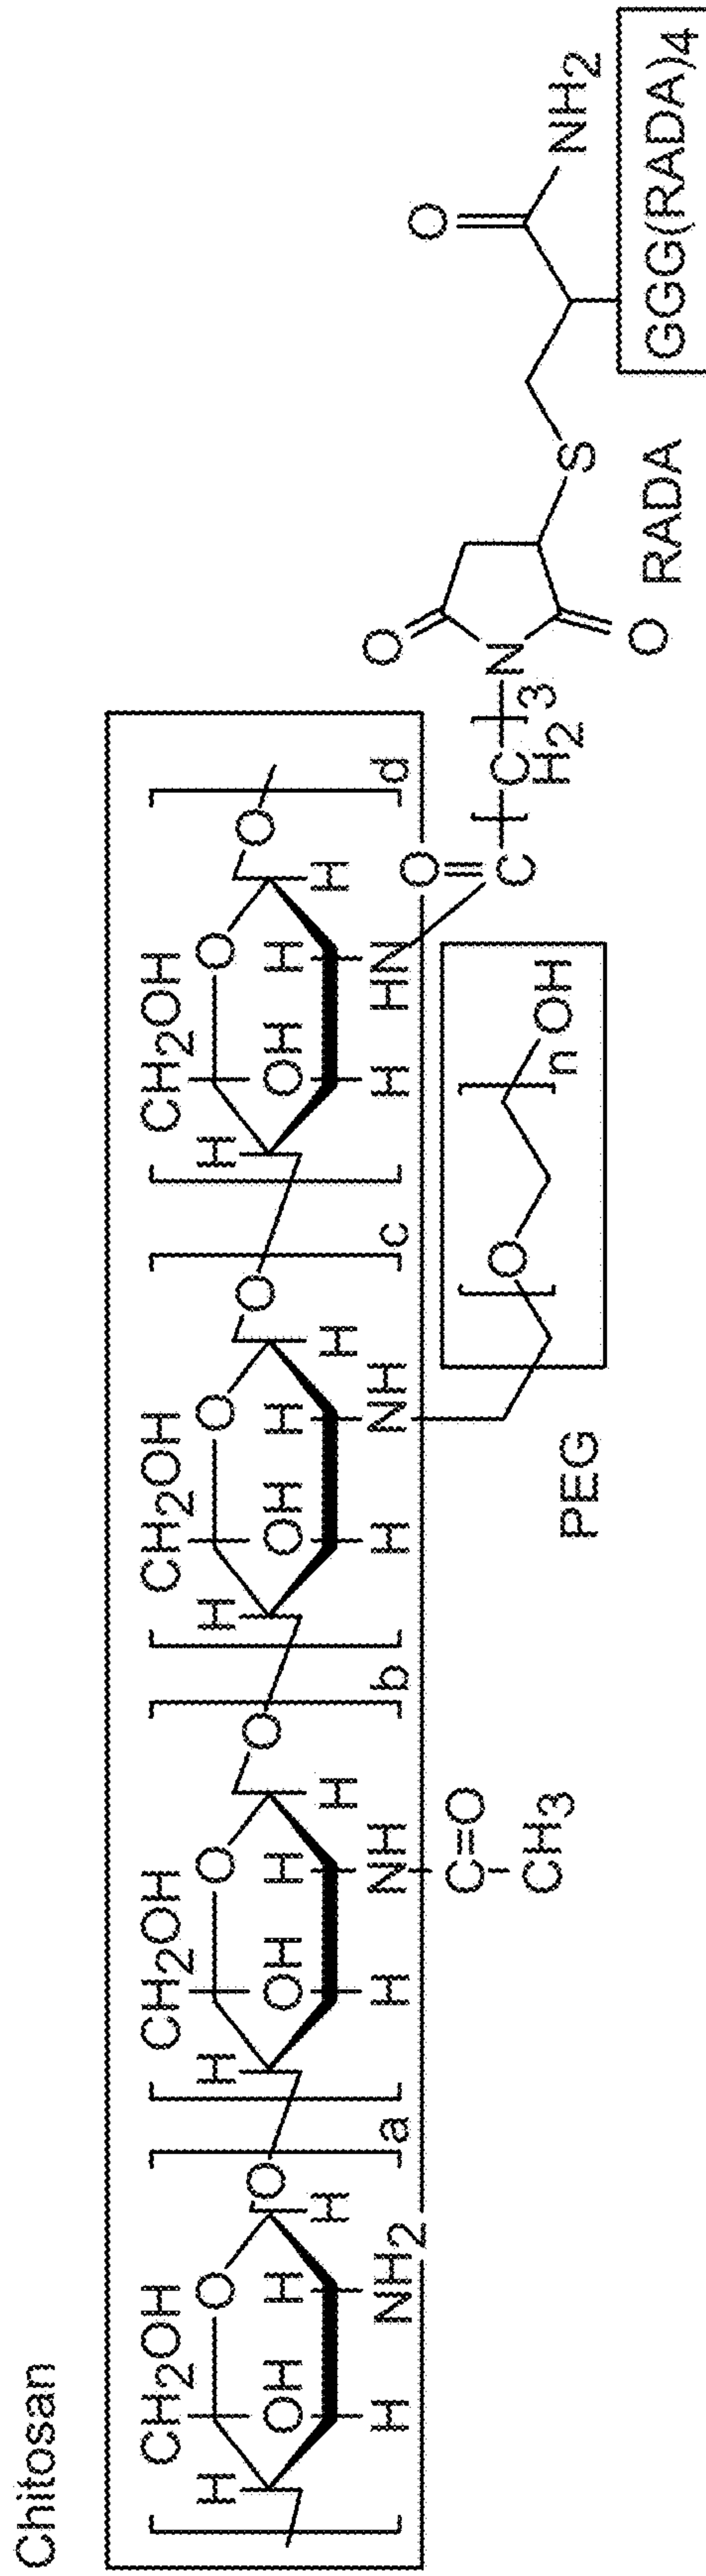 Chitosan
CH2OH CH2OH CH2OH CH2OH
O O O O
H H H H
OH H OH H OH H OH H
O O O O
H H H H
H H H H
NH2 NH NH HN
a b c d
C=O
CH3
PEG
O
n
OH
O=C
C
H2
3
N
O
O
S
O
NH2
RADA
GGG(RADA)4